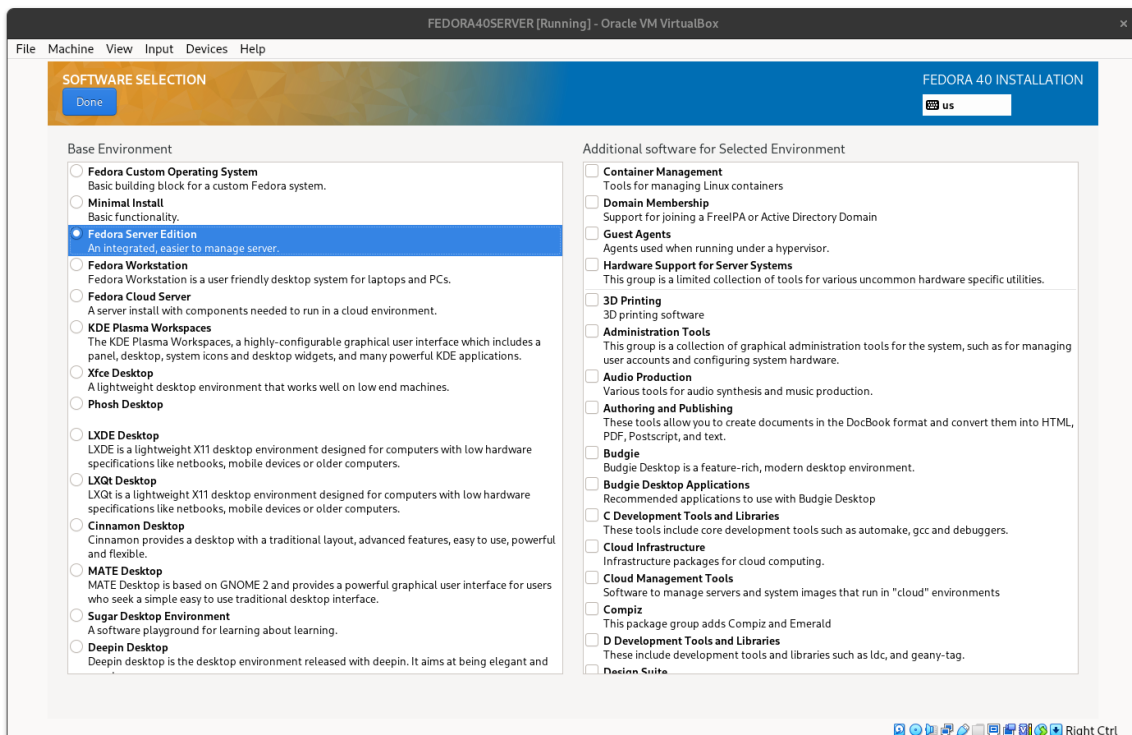 FEDORA40SERVER [Running] - Oracle VM VirtualBox
×
File Machine View Input Devices Help
SOFTWARE SELECTION
FEDORA 40 INSTALLATION
Done
us
Base Environment
Fedora Custom Operating System
Basic building block for a custom Fedora system.
Minimal Install
Basic functionality.
Fedora Server Edition
An integrated, easier to manage server.
Fedora Workstation
Fedora Workstation is a user friendly desktop system for laptops and PCs.
Fedora Cloud Server
A server install with components needed to run in a cloud environment.
KDE Plasma Workspaces
The KDE Plasma Workspaces, a highly-configurable graphical user interface which includes a
panel, desktop, system icons and desktop widgets, and many powerful KDE applications.
Xfce Desktop
A lightweight desktop environment that works well on low end machines.
Phosh Desktop
LXDE Desktop
LXDE is a lightweight X11 desktop environment designed for computers with low hardware
specifications like netbooks, mobile devices or older computers.
LXQt Desktop
LXQt is a lightweight X11 desktop environment designed for computers with low hardware
specifications like netbooks, mobile devices or older computers.
Cinnamon Desktop
Cinnamon provides a desktop with a traditional layout, advanced features, easy to use, powerful
and flexible.
MATE Desktop
MATE Desktop is based on GNOME 2 and provides a powerful graphical user interface for users
who seek a simple easy to use traditional desktop interface.
Sugar Desktop Environment
A software playground for learning about learning.
Deepin Desktop
Deepin desktop is the desktop environment released with deepin. It aims at being elegant and
Additional software for Selected Environment
Container Management
Tools for managing Linux containers
Domain Membership
Support for joining a FreeIPA or Active Directory Domain
Guest Agents
Agents used when running under a hypervisor.
Hardware Support for Server Systems
This group is a limited collection of tools for various uncommon hardware specific utilities.
3D Printing
3D printing software
Administration Tools
This group is a collection of graphical administration tools for the system, such as for managing
user accounts and configuring system hardware.
Audio Production
Various tools for audio synthesis and music production.
Authoring and Publishing
These tools allow you to create documents in the DocBook format and convert them into HTML,
PDF, Postscript, and text.
Budgie
Budgie Desktop is a feature-rich, modern desktop environment.
Budgie Desktop Applications
Recommended applications to use with Budgie Desktop
C Development Tools and Libraries
These tools include core development tools such as automake, gcc and debuggers.
Cloud Infrastructure
Infrastructure packages for cloud computing.
Cloud Management Tools
Software to manage servers and system images that run in "cloud" environments
Compiz
This package group adds Compiz and Emerald
D Development Tools and Libraries
These include development tools and libraries such as ldc, and geany-tag.
Design Suite
Right Ctrl